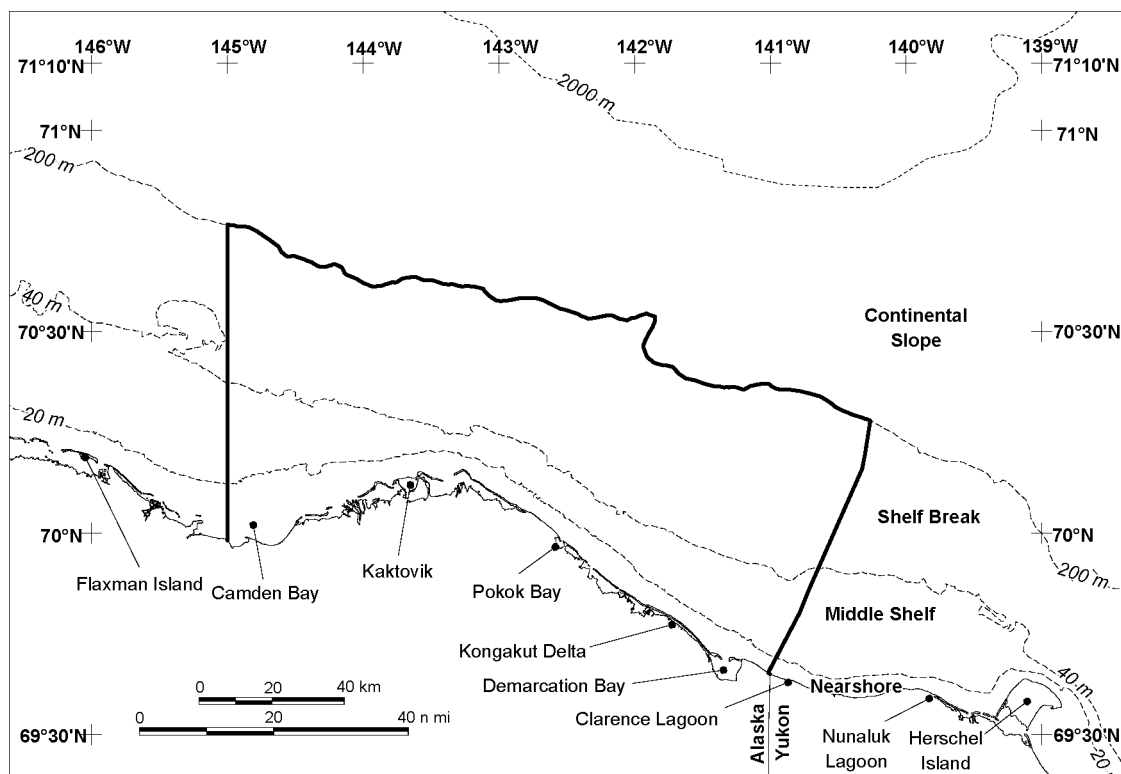 146°W 145°W 144°W 143°W 142°W 141°W 140°W 139°W
71°10'N 71°10'N
2000 m
71°N 71°N
200 m
40 m
70°30'N 70°30'N
Continental
Slope
20 m
Shelf Break
70°N 70°N
Flaxman Island
Camden Bay
Kaktovik
Pokok Bay
200 m
Middle Shelf
Kongakut Delta
Demarcation Bay
Nearshore
40 m
Clarence Lagoon
0 20 40 km
0 20 40 n mi
Alaska
Yukon
Nunaluk
Lagoon
Herschel
Island
69°30'N 69°30'N
20